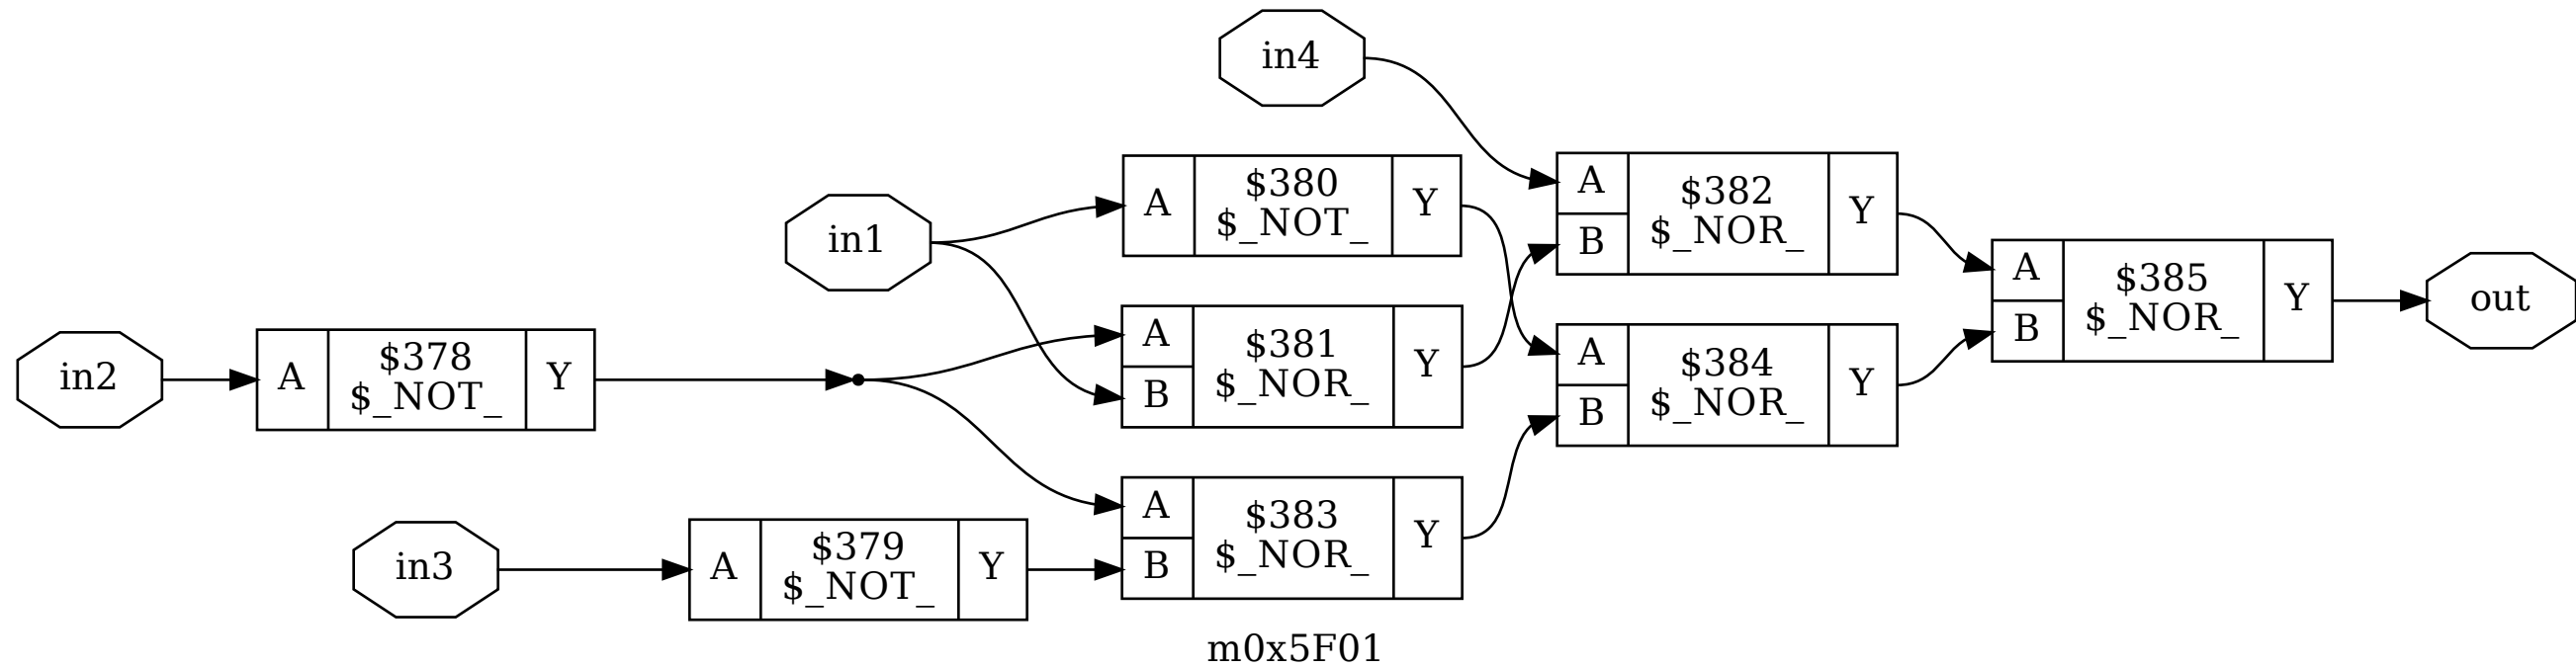 in4
in1
in2
in3
A
$378
$_NOT_
Y
A
$379
$_NOT_
Y
A
$380
$_NOT_
Y
A
B
$381
$_NOR_
Y
A
B
$383
$_NOR_
Y
A
B
$382
$_NOR_
Y
A
B
$384
$_NOR_
Y
A
B
$385
$_NOR_
Y
out
m0x5F01